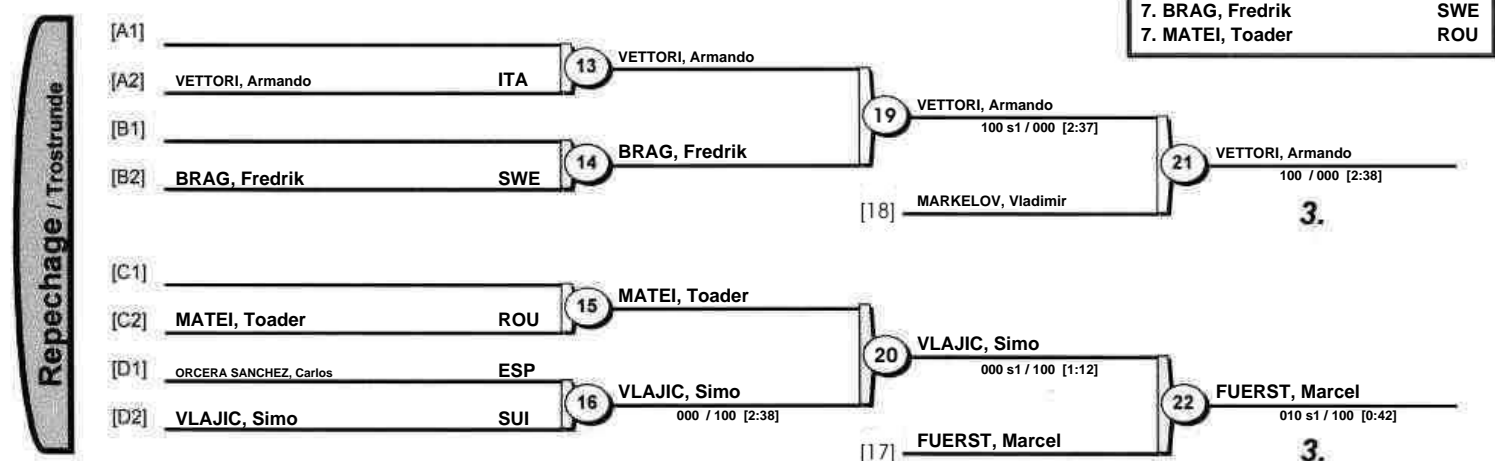 7. BRAG, Fredrik SWE
7. MATEI, Toader ROU
Repechage / Trostrunde
[A1]
[A2] VETTORI, Armando ITA
13 VETTORI, Armando
[B1]
[B2] BRAG, Fredrik SWE
14 BRAG, Fredrik
19 VETTORI, Armando
100 s1 / 000 [2:37]
[18] MARKELOV, Vladimir
21 VETTORI, Armando
100 / 000 [2:38]
3.
[C1]
[C2] MATEI, Toader ROU
15 MATEI, Toader
[D1] ORCERA SANCHEZ, Carlos ESP
[D2] VLAJIC, Simo SUI
16 VLAJIC, Simo
000 / 100 [2:38]
20 VLAJIC, Simo
000 s1 / 100 [1:12]
[17] FUERST, Marcel
22 FUERST, Marcel
010 s1 / 100 [0:42]
3.